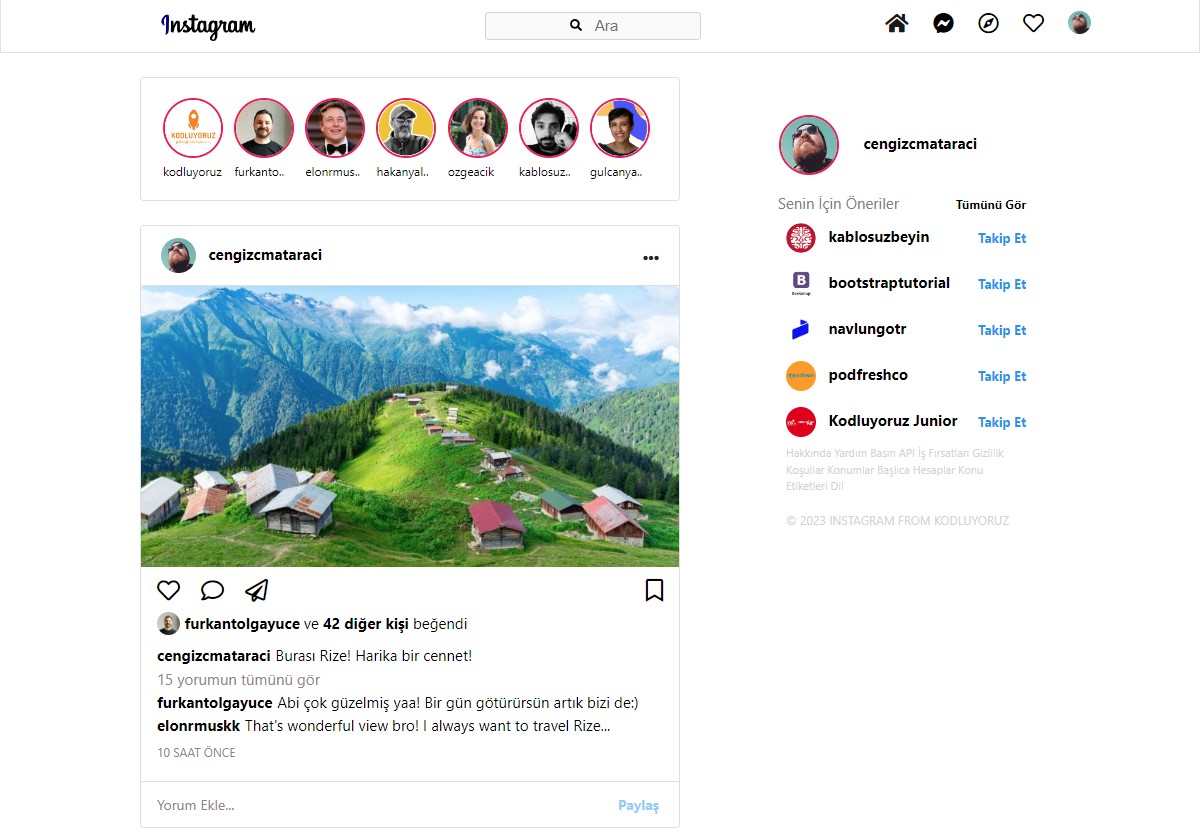 Instagram
Ara
KODLUYORUZ
kodluyoruz
furkanto..
elonrmus..
hakanyal..
ozgeacik
kablosuz..
gulcanya..
cengizcmataraci
Senin İçin Öneriler
Tümünü Gör
kablosuzbeyin
Takip Et
B
bootstraptutorial
Takip Et
navlungotr
Takip Et
podfreshco
Takip Et
Kodluyoruz Junior
Takip Et
Hakkında Yardım Basın API İş Fırsatları Gizlilik
Koşullar Konumlar Başlıca Hesaplar Konu
Etiketleri Dil
© 2023 INSTAGRAM FROM KODLUYORUZ
cengizcmataraci
furkantolgayuce ve 42 diğer kişi beğendi
cengizcmataraci Burası Rize! Harika bir cennet!
15 yorumun tümünü gör
furkantolgayuce Abi çok güzelmiş yaa! Bir gün götürürsün artık bizi de:)
elonrmuskk That's wonderful view bro! I always want to travel Rize...
10 SAAT ÖNCE
Yorum Ekle...
Paylaş